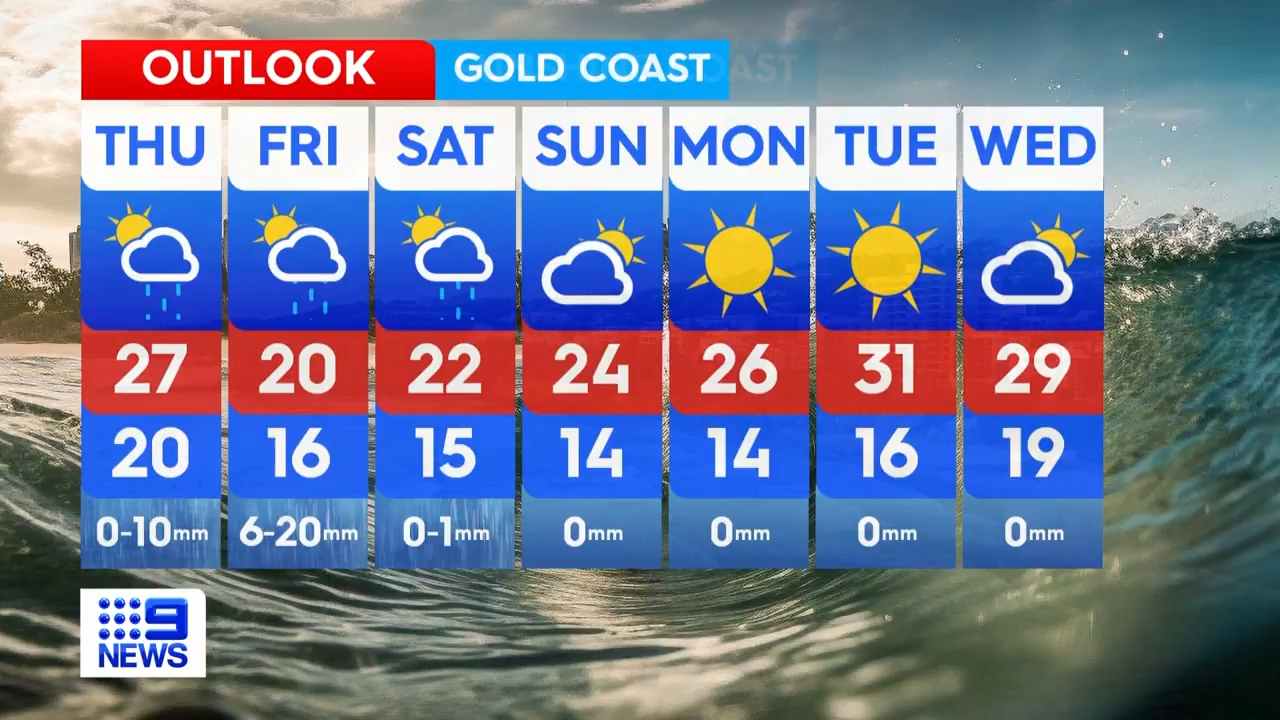 OUTLOOK GOLD COAST
THU FRI SAT SUN MON TUE WED
27 20 22 24 26 31 29
20 16 15 14 14 16 19
0-10mm 6-20mm 0-1mm 0mm 0mm 0mm 0mm
9
NEWS